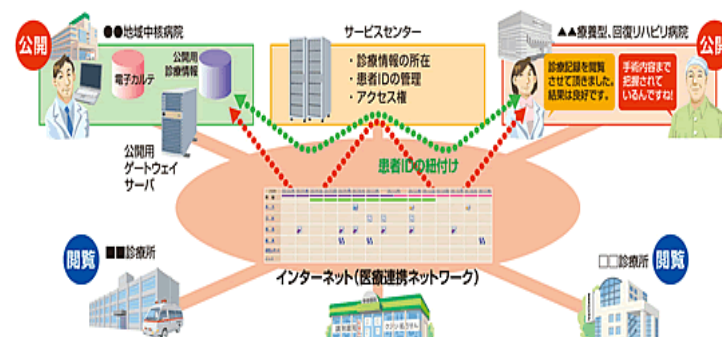 公開
●●地域中核病院
電子カルテ
公開用
診療情報
公開用
ゲートウェイ
サーバ
サービスセンター
・診療情報の所在
・患者IDの管理
・アクセス権
▲▲療養型、回復リハビリ病院
公開
診療記録を閲覧
させて頂きました。
結果は良好です。
手術内容まで
把握されて
いるんですね!
患者IDの紐付け
インターネット(医療連携ネットワーク)
閲覧
■■診療所
□□診療所
閲覧